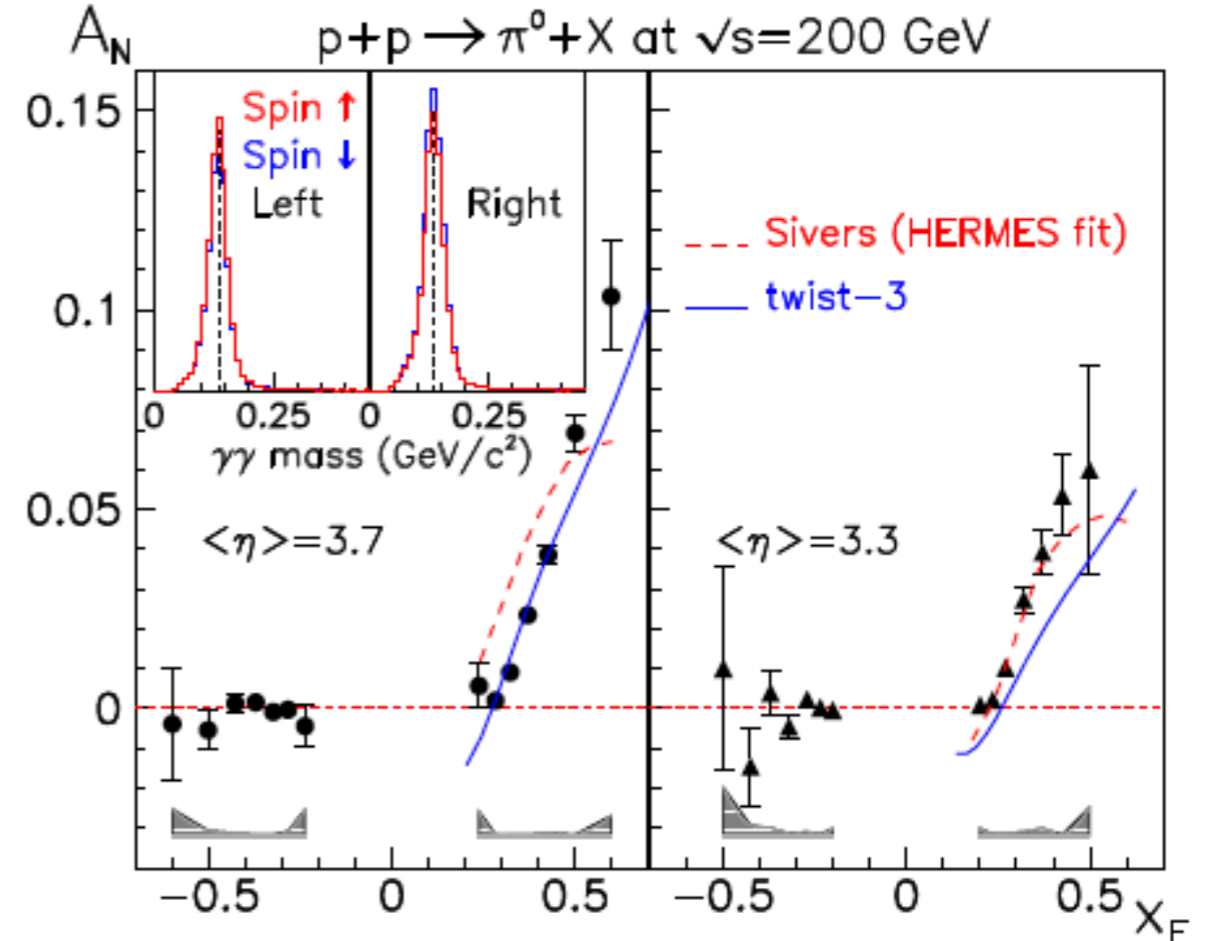 A_N p+p → π⁰+X at √s=200 GeV
0.15
0.1
0.05
0
Spin ↑
Spin ↓
Left
Right
0 0.25 0 0.25
γγ mass (GeV/c²)
<η>=3.7
Sivers (HERMES fit)
twist−3
<η>=3.3
−0.5 0 0.5 −0.5 0 0.5
x_F